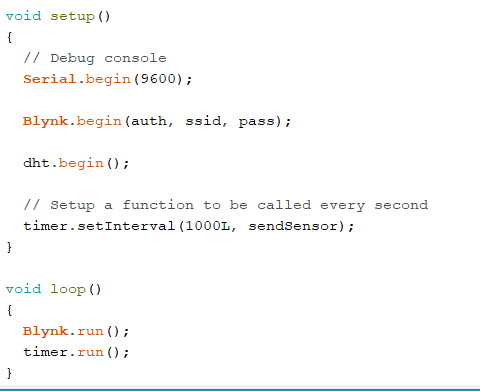 void setup()
{
  // Debug console
  Serial.begin(9600);

  Blynk.begin(auth, ssid, pass);

  dht.begin();

  // Setup a function to be called every second
  timer.setInterval(1000L, sendSensor);
}

void loop()
{
  Blynk.run();
  timer.run();
}